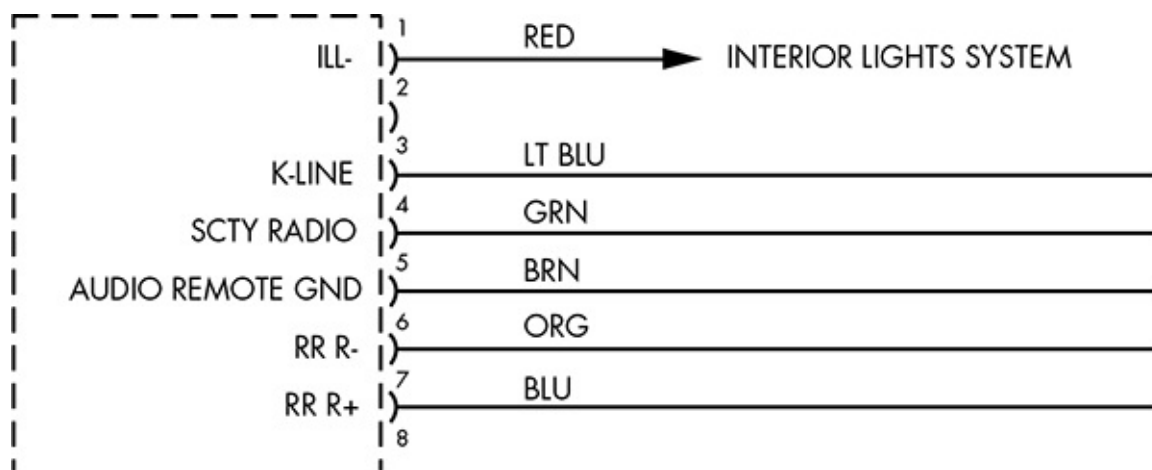 1
ILL- RED INTERIOR LIGHTS SYSTEM
2
3
K-LINE LT BLU
4
SCTY RADIO GRN
5
AUDIO REMOTE GND BRN
6
RR R- ORG
7
RR R+ BLU
8